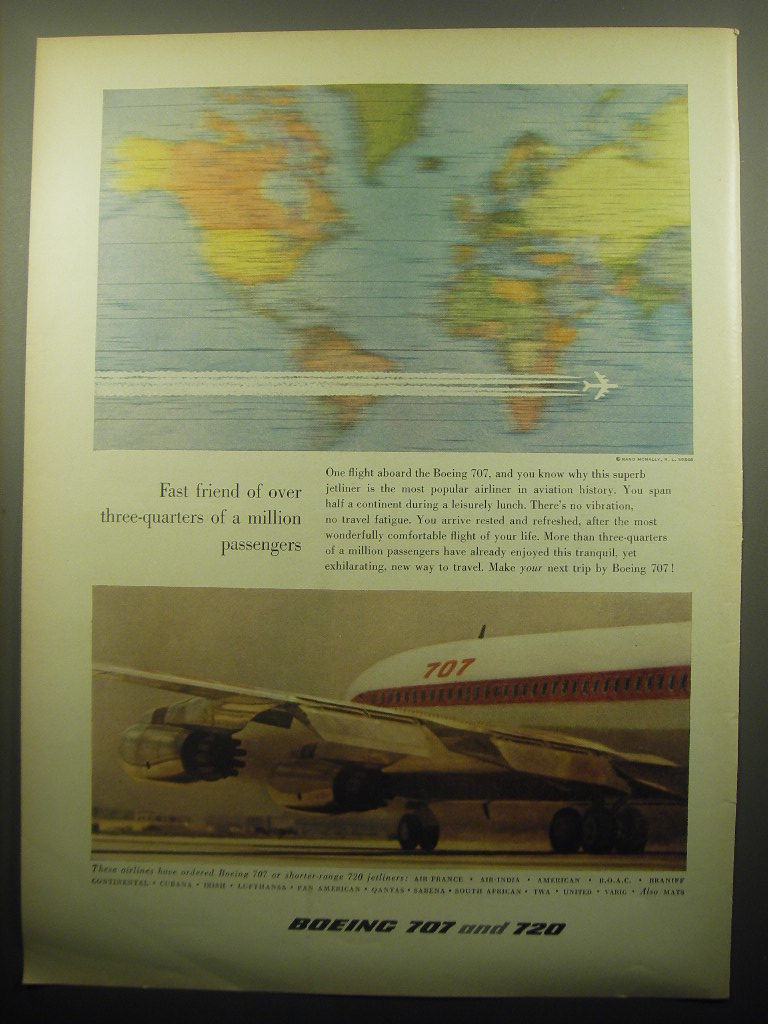 © RAND MCNALLY, R. L.
Fast friend of over
three-quarters of a million
passengers
One flight aboard the Boeing 707, and you know why this superb
jetliner is the most popular airliner in aviation history. You span
half a continent during a leisurely lunch. There's no vibration,
no travel fatigue. You arrive rested and refreshed, after the most
wonderfully comfortable flight of your life. More than three-quarters
of a million passengers have already enjoyed this tranquil, yet
exhilarating, new way to travel. Make your next trip by Boeing 707!
707
These airlines have ordered Boeing 707 or shorter-range 720 jetliners: AIR FRANCE • AIR-INDIA • AMERICAN • B.O.A.C. • BRANIFF
CONTINENTAL • CUBANA • IRISH • LUFTHANSA • PAN AMERICAN • QANTAS • SABENA • SOUTH AFRICAN • TWA • UNITED • VARIG • Also MATS
BOEING 707 and 720